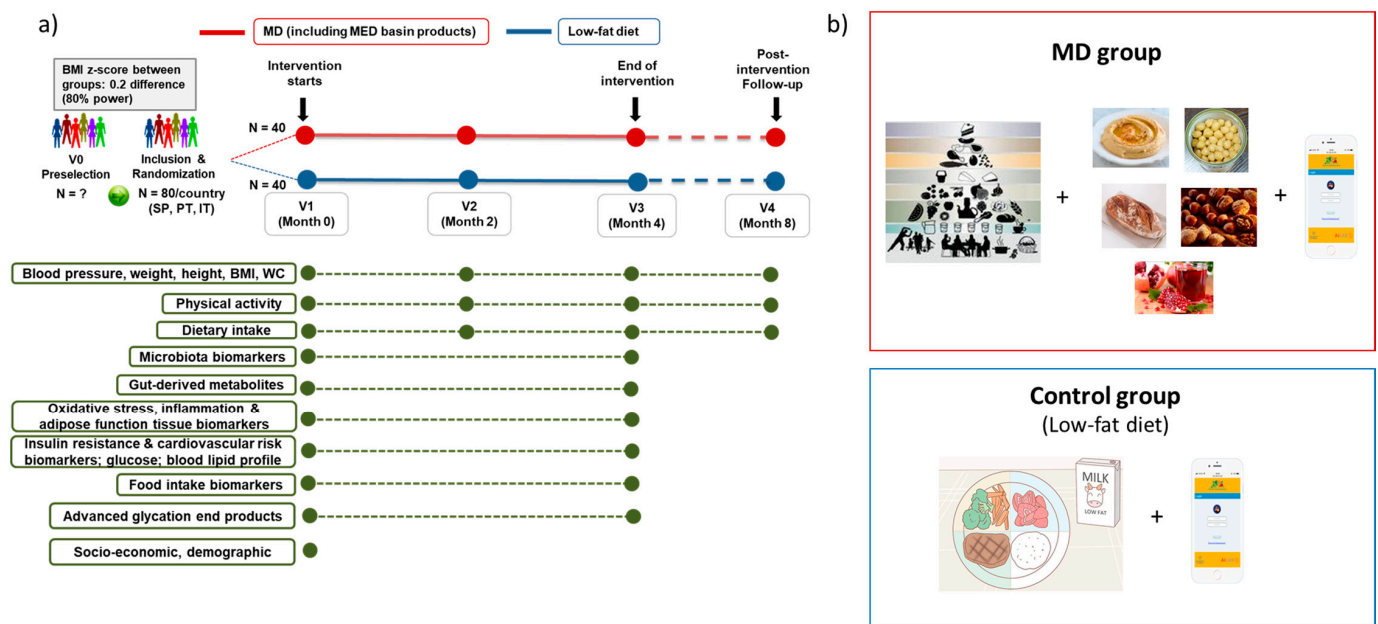 a)
MD (including MED basin products)
Low-fat diet
BMI z-score between
groups: 0.2 difference
(80% power)
Intervention
starts
End of
intervention
Post-
intervention
Follow-up
N = 40
N = 40
V0
Preselection
N = ?
Inclusion &
Randomization
N = 80/country
(SP, PT, IT)
V1
(Month 0)
V2
(Month 2)
V3
(Month 4)
V4
(Month 8)
Blood pressure, weight, height, BMI, WC
Physical activity
Dietary intake
Microbiota biomarkers
Gut-derived metabolites
Oxidative stress, inflammation &
adipose function tissue biomarkers
Insulin resistance & cardiovascular risk
biomarkers; glucose; blood lipid profile
Food intake biomarkers
Advanced glycation end products
Socio-economic, demographic
b)
MD group
+
+
Control group
(Low-fat diet)
MILK
LOW FAT
+